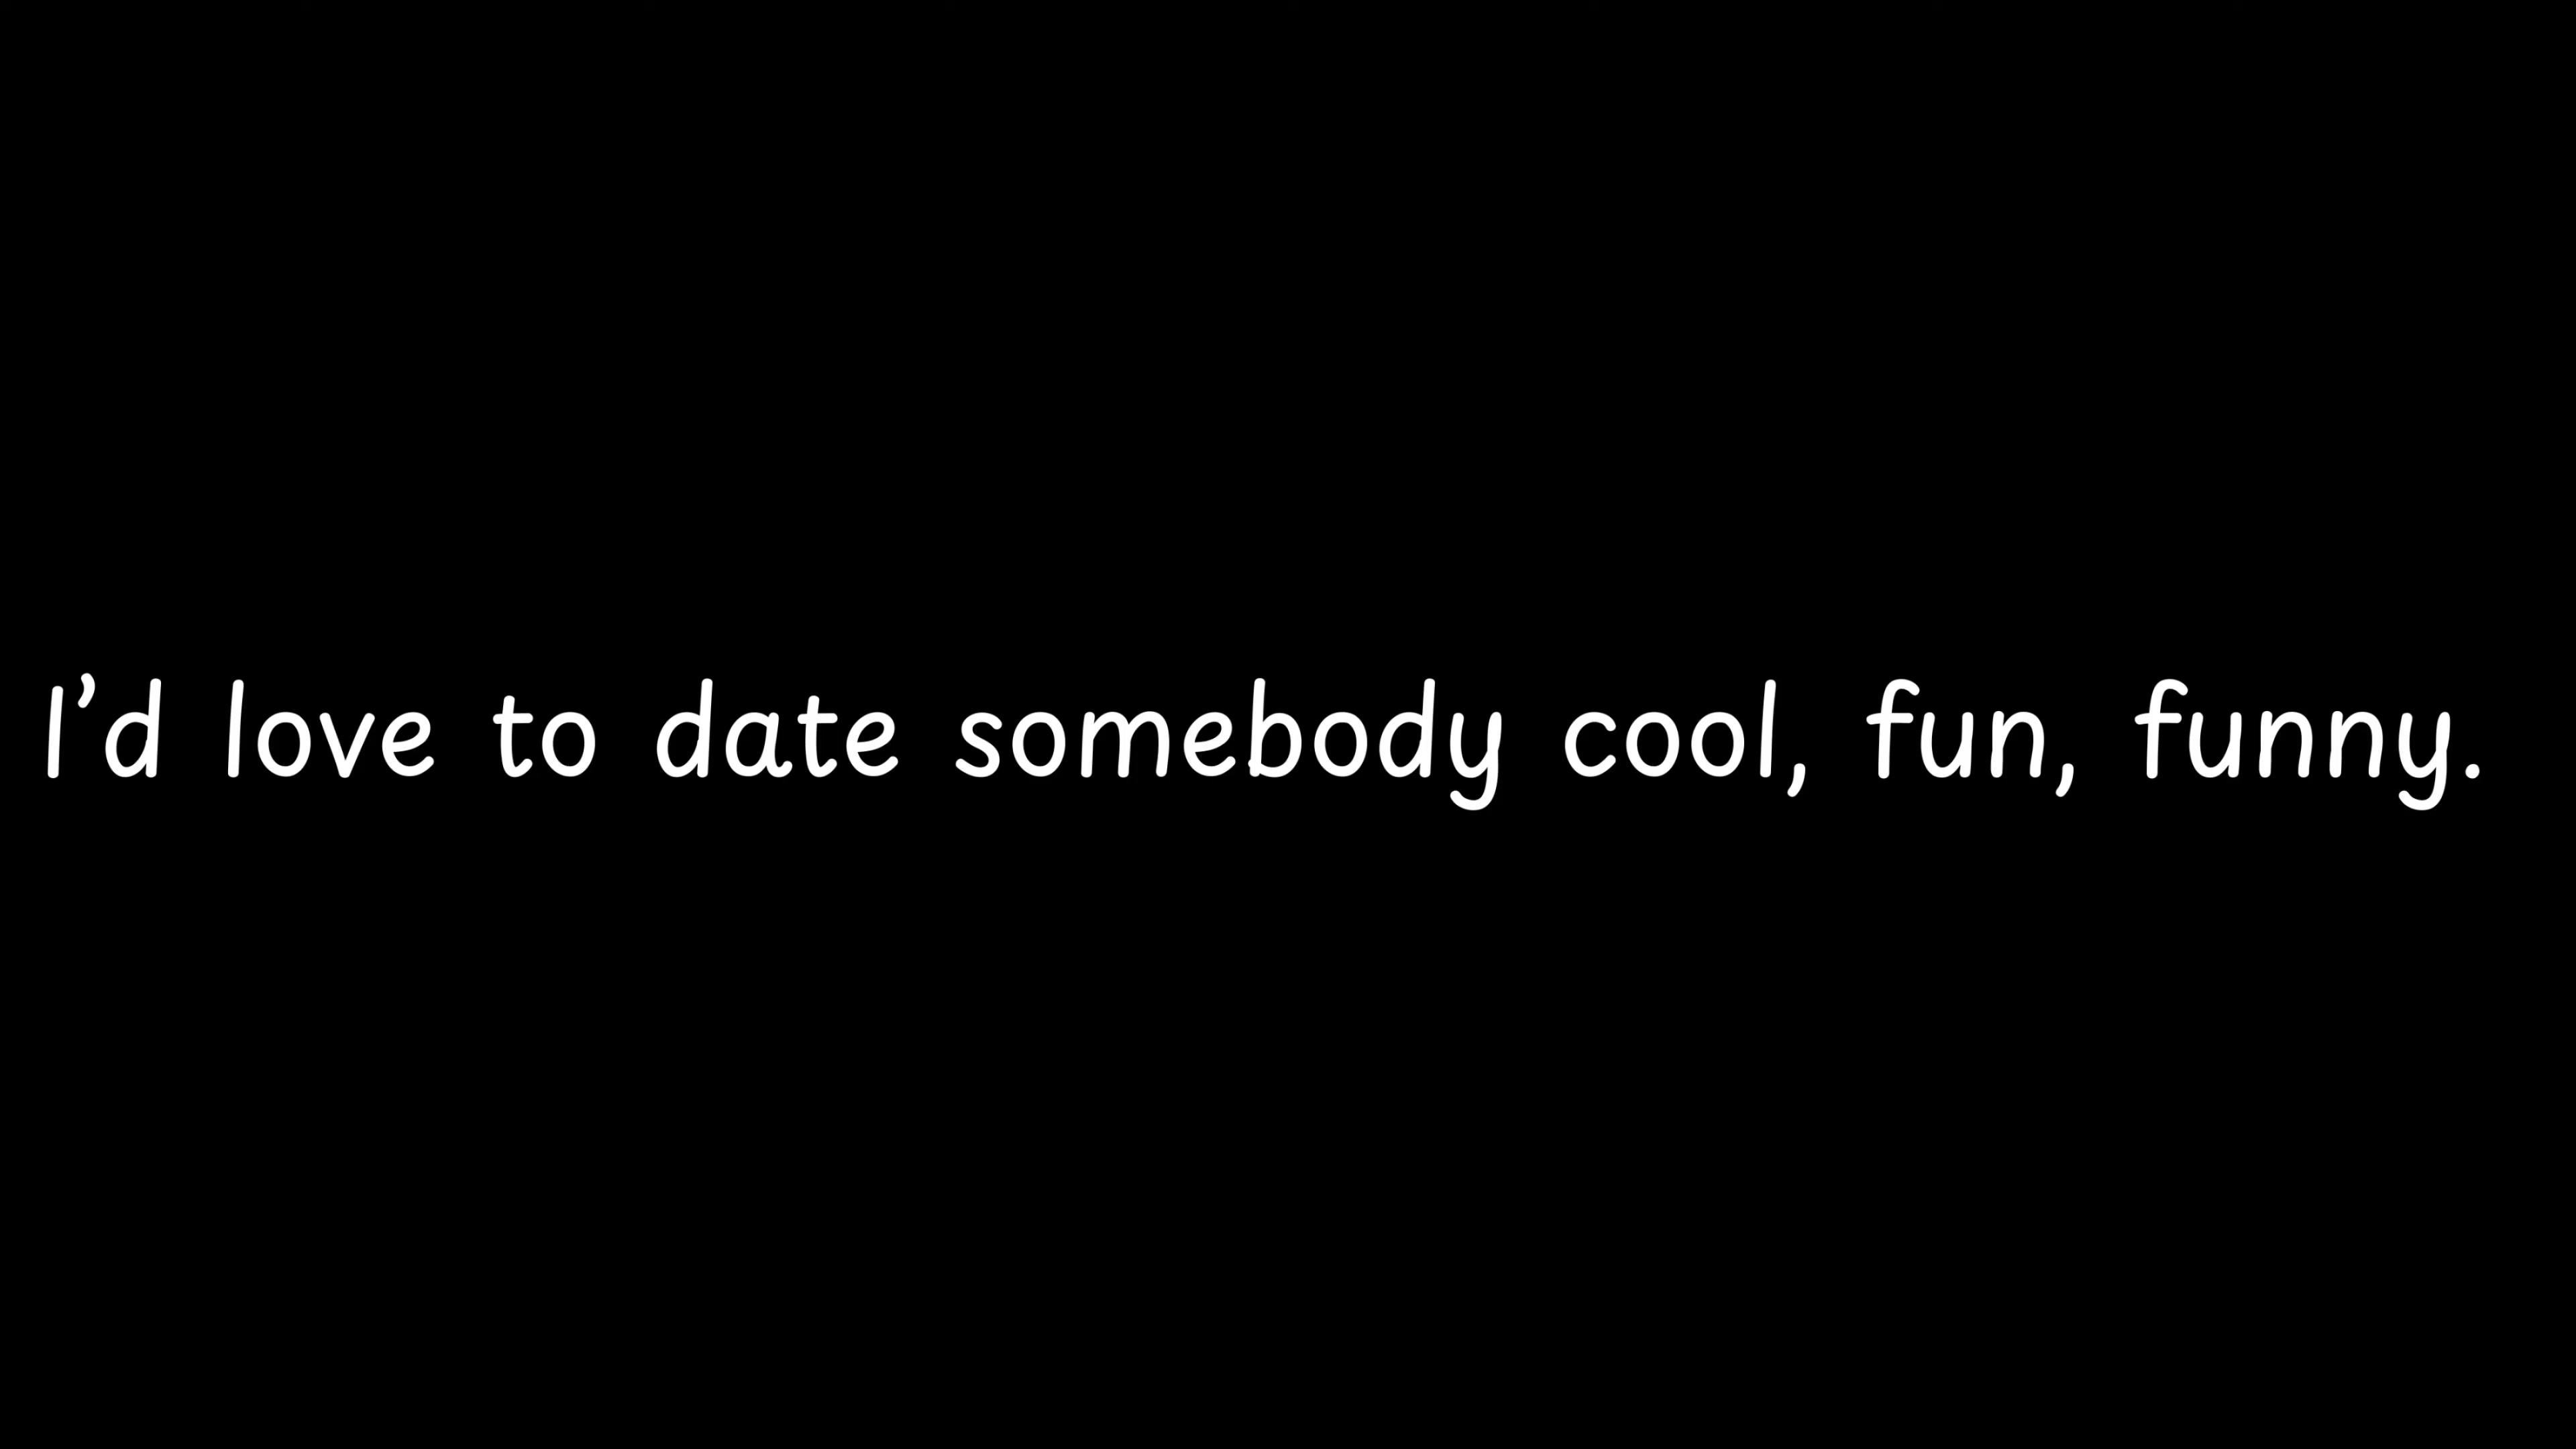 I’d love to date somebody cool, fun, funny.